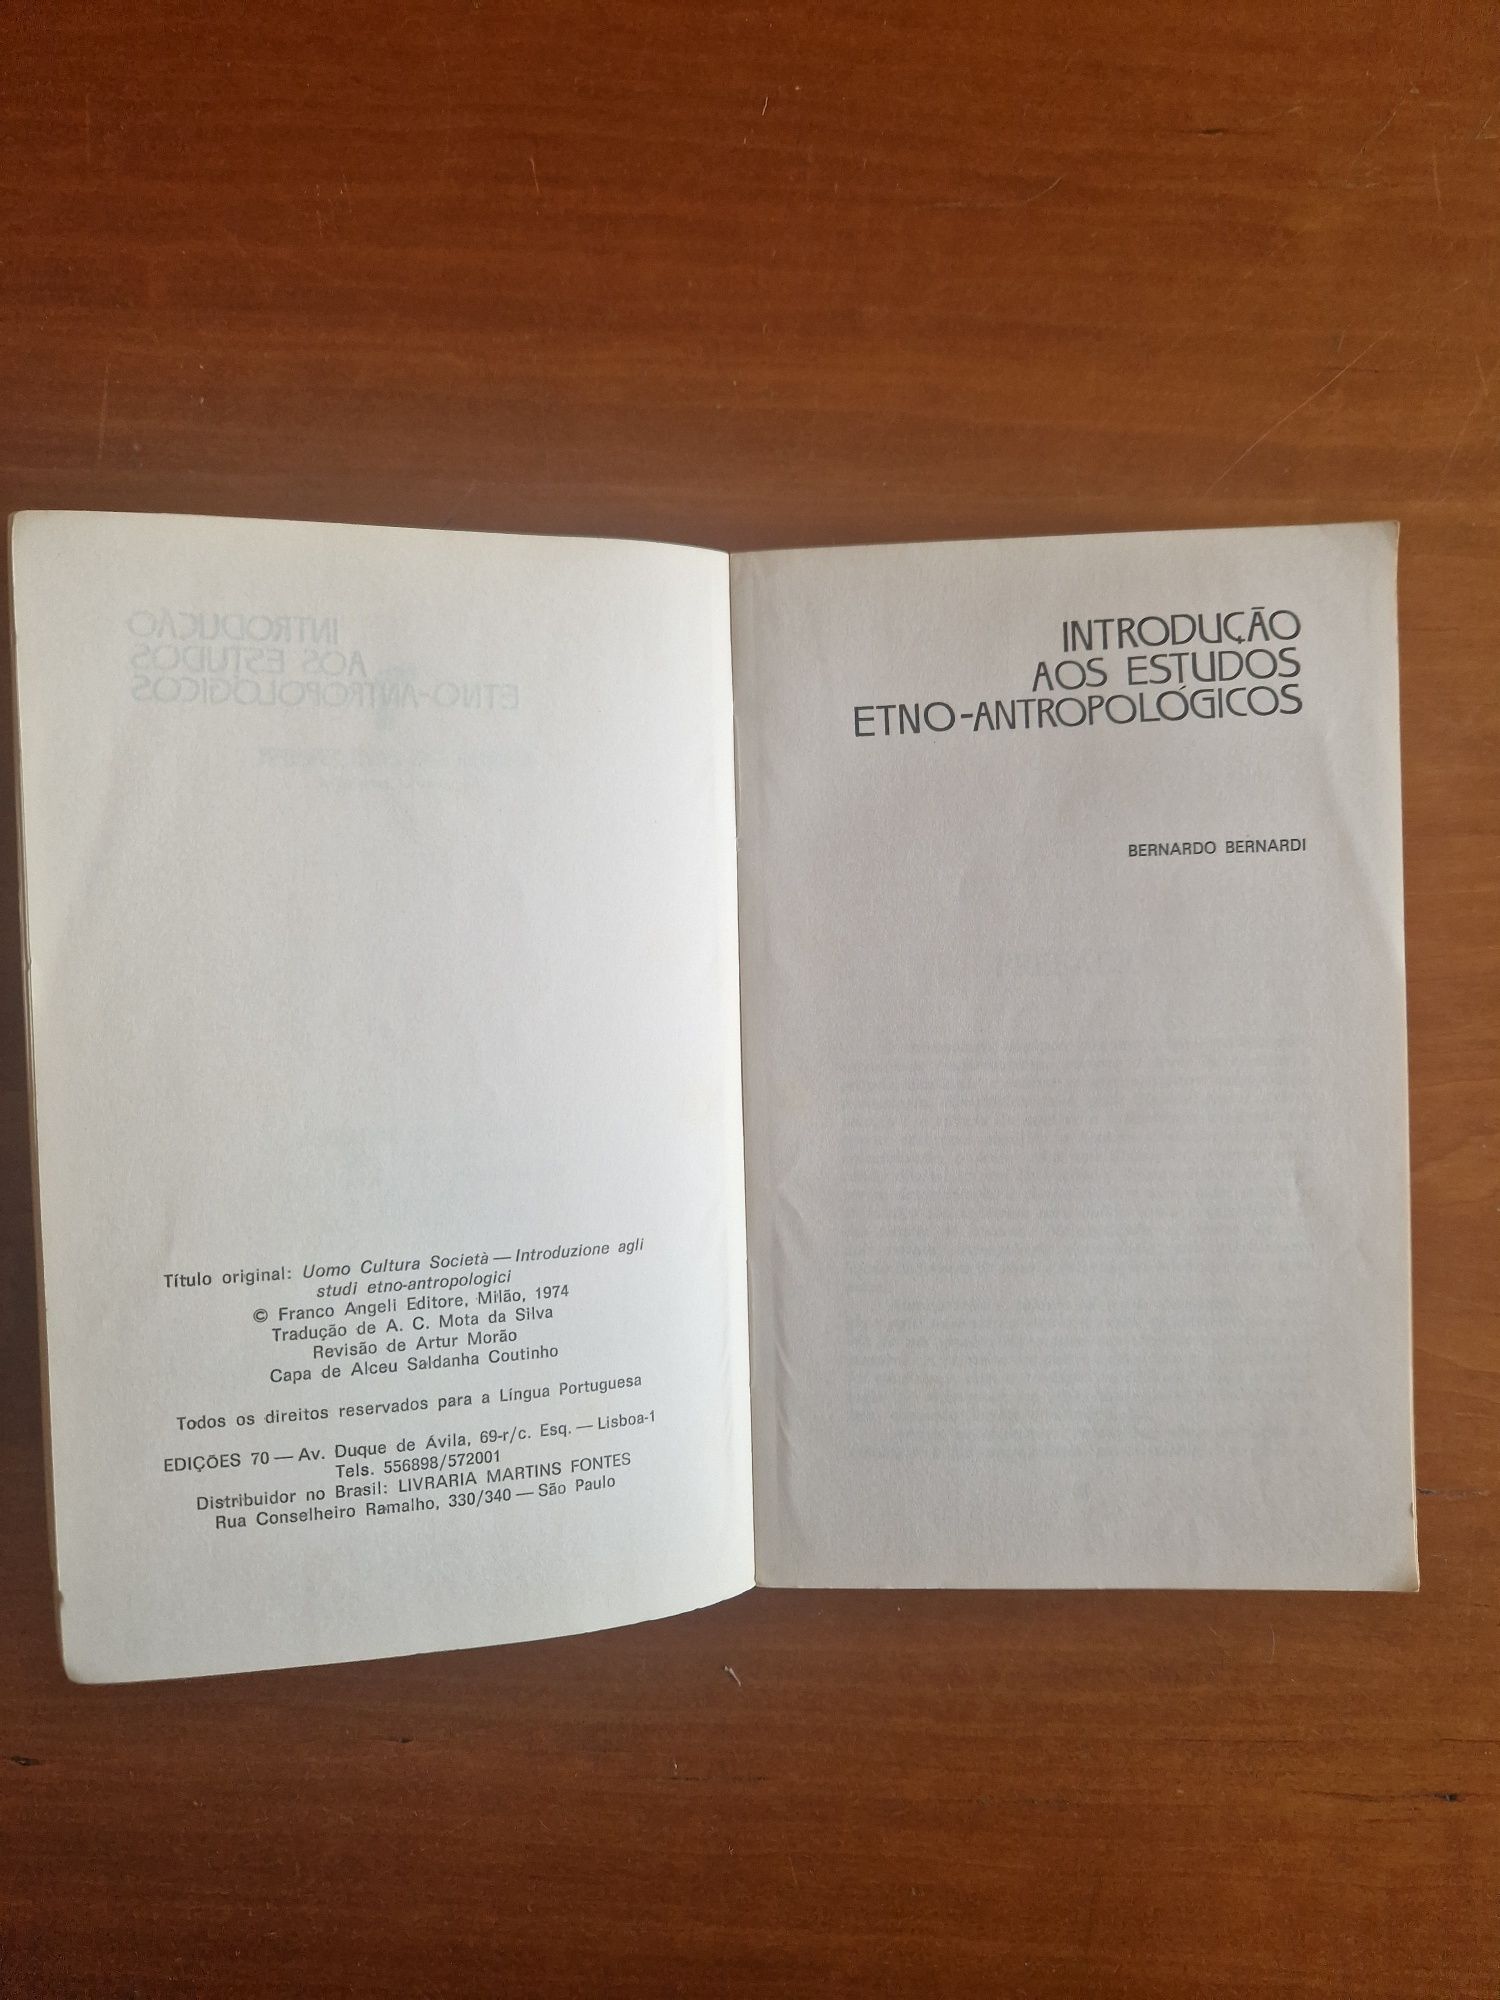 Título original: Uomo Cultura Società — Introduzione agli
studi etno-antropologici
© Franco Angeli Editore, Milão, 1974
Tradução de A. C. Mota da Silva
Revisão de Artur Morão
Capa de Alceu Saldanha Coutinho
Todos os direitos reservados para a Língua Portuguesa
EDIÇÕES 70 — Av. Duque de Ávila, 69-r/c. Esq. — Lisboa-1
Tels. 556898/572001
Distribuidor no Brasil: LIVRARIA MARTINS FONTES
Rua Conselheiro Ramalho, 330/340 — São Paulo
INTRODUÇÃO
AOS ESTUDOS
ETNO-ANTROPOLÓGICOS
BERNARDO BERNARDI